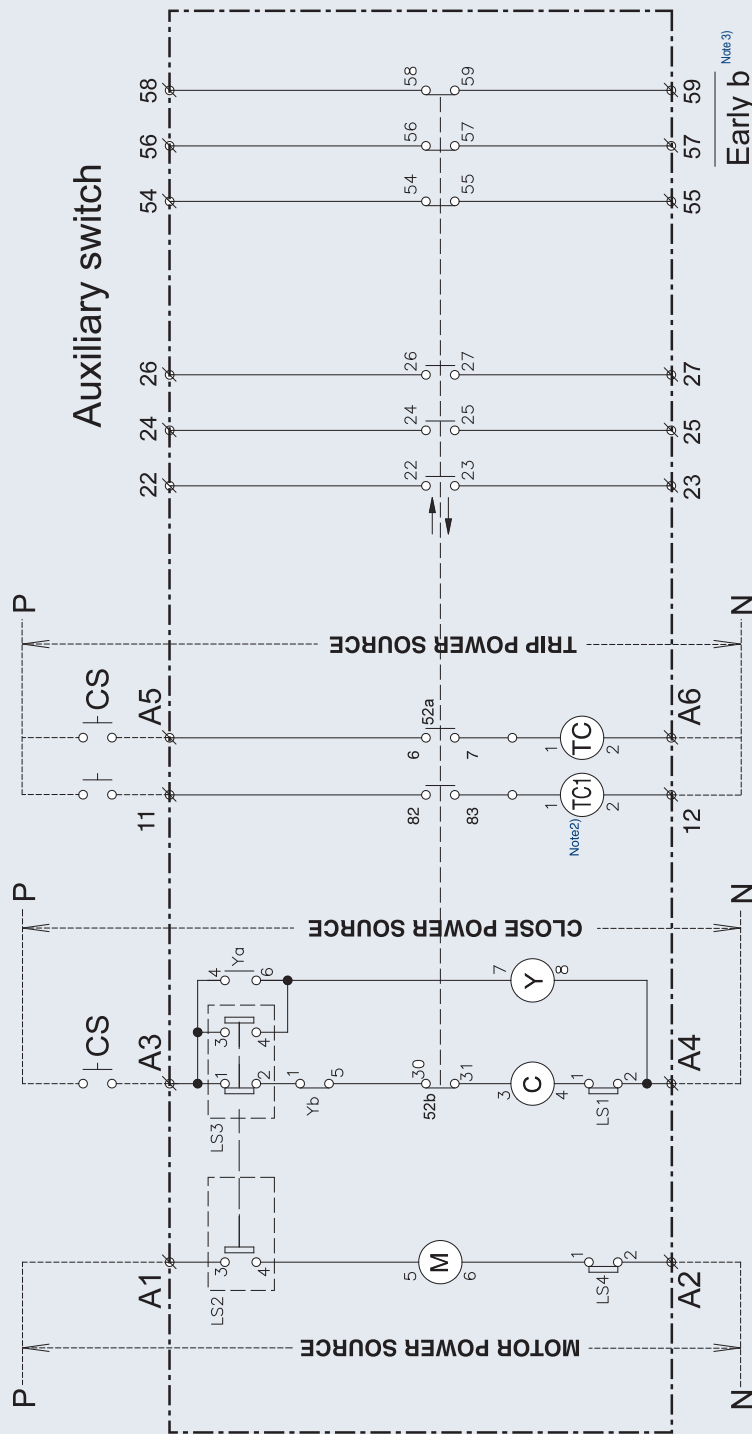 Auxiliary switch
P
N
MOTOR POWER SOURCE
A1
LS2
3
4
5
M
6
1
LS4
2
A2
P
N
CLOSE POWER SOURCE
CS
A3
LS3
1
2
3
4
4
Ya
6
1
Yb
5
30
52b
31
3
C
4
1
LS1
2
7
Y
8
A4
P
N
TRIP POWER SOURCE
CS
11
A5
82
83
6
52a
7
1
TC1
2
Note2)
1
TC
2
12
A6
22
24
26
54
56
58
22
24
26
54
56
58
23
25
27
55
57
59
23
25
27
55
57
59
Early b Note 3)